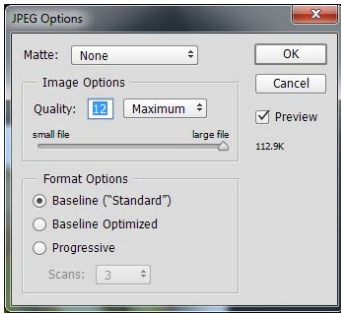 JPEG Options
Matte: None
OK
Image Options
Cancel
Quality: 12 Maximum
Preview
small file large file
112.9K
Format Options
Baseline ("Standard")
Baseline Optimized
Progressive
Scans: 3